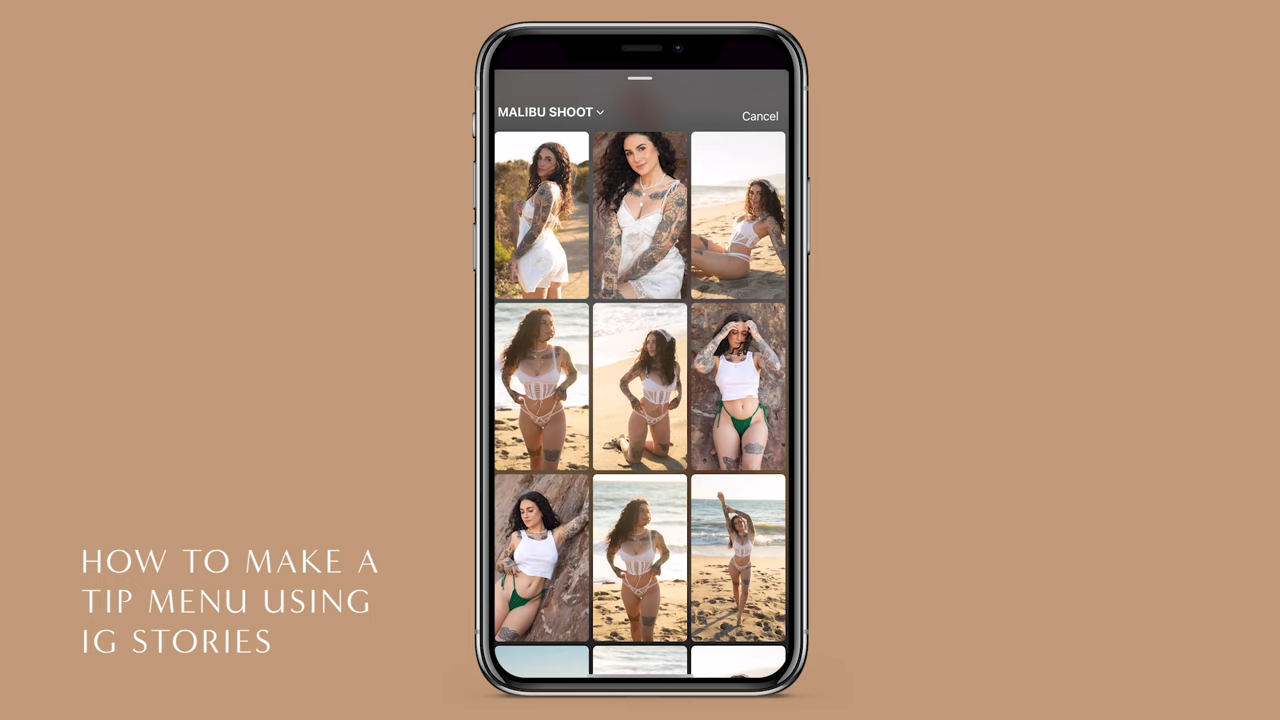 MALIBU SHOOT
Cancel
HOW TO MAKE A
TIP MENU USING
IG STORIES